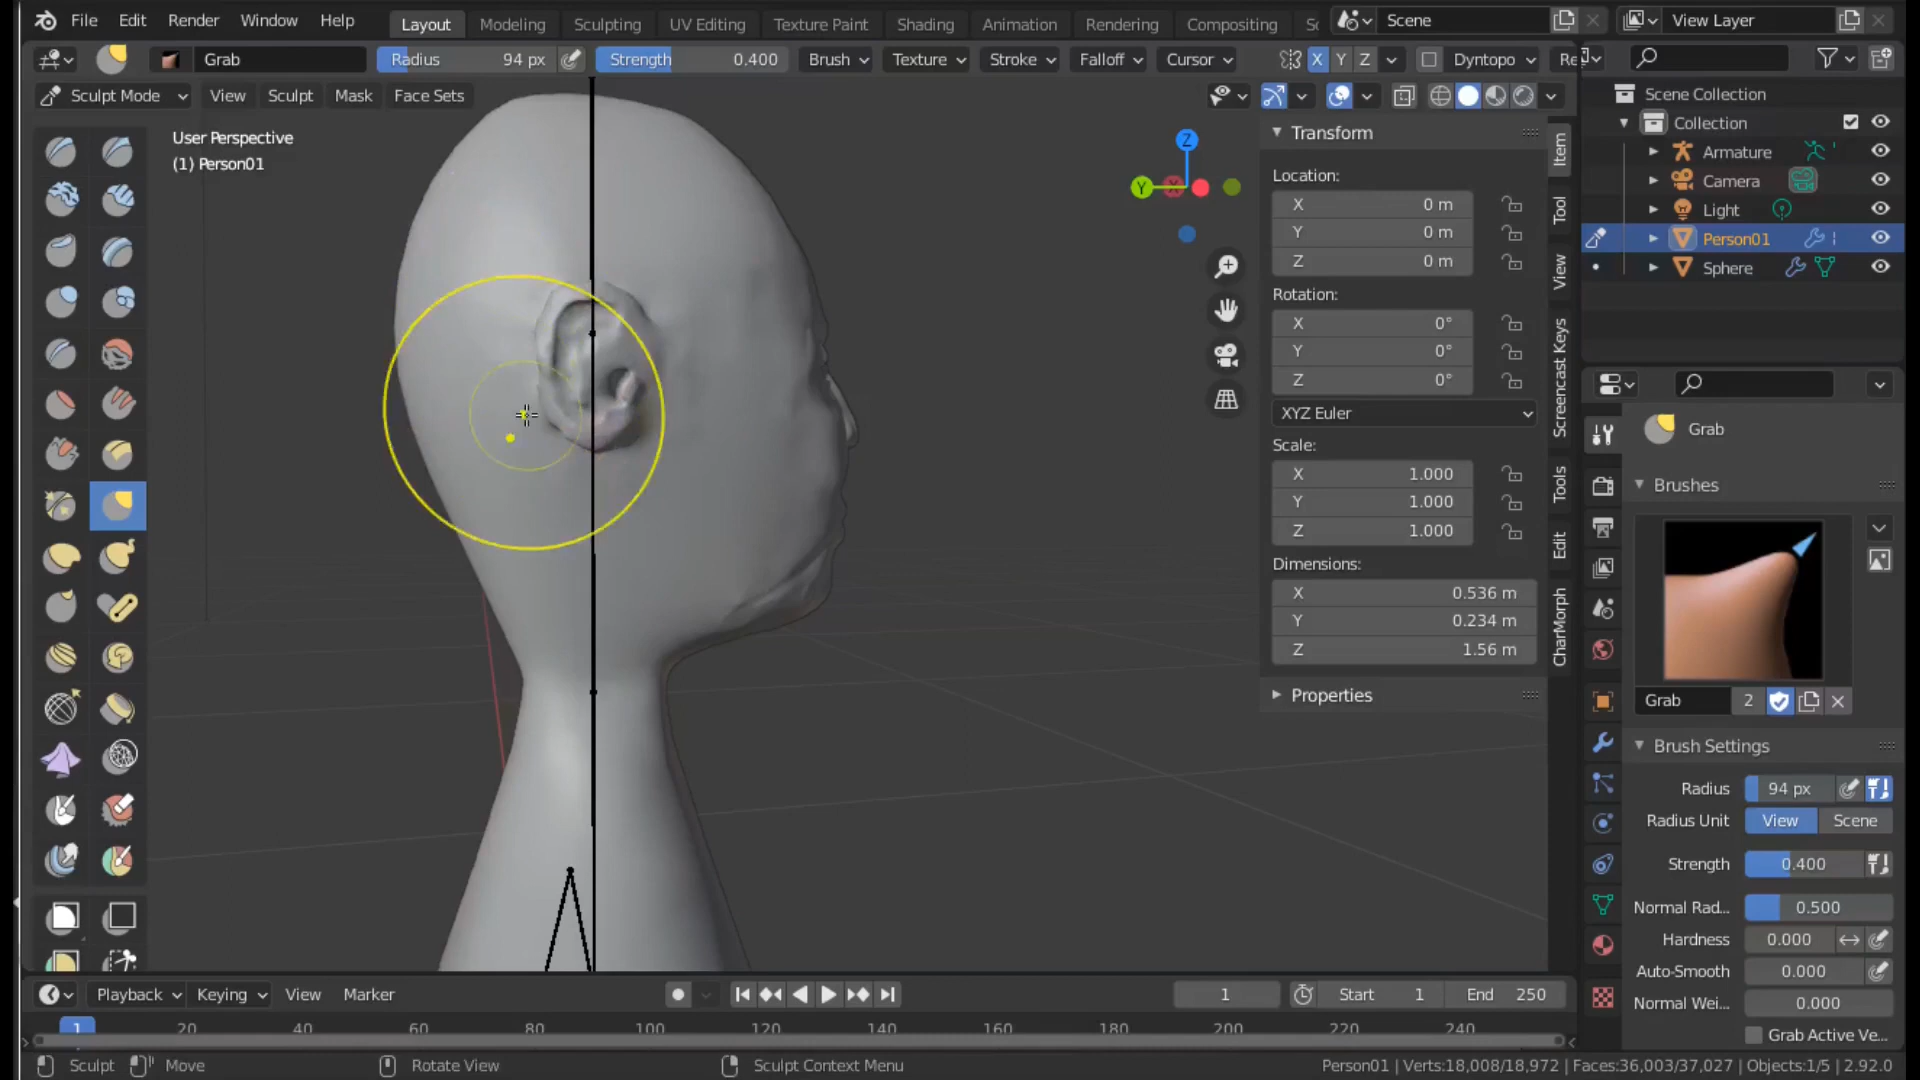 File Edit Render Window Help Layout Modeling Sculpting UV Editing Texture Paint Shading Animation Rendering Compositing Scene View Layer
Grab Radius 94 px Strength 0.400 Brush Texture Stroke Falloff Cursor X Y Z Dyntopo Re
Sculpt Mode View Sculpt Mask Face Sets
User Perspective
(1) Person01
Z
Y
Transform
Location:
X 0 m
Y 0 m
Z 0 m
Rotation:
X 0°
Y 0°
Z 0°
XYZ Euler
Scale:
X 1.000
Y 1.000
Z 1.000
Dimensions:
X 0.536 m
Y 0.234 m
Z 1.56 m
Properties
Item
Tool
View
Screencast Keys
Tools
Edit
CharMorph
Scene Collection
Collection
Armature
Camera
Light
Person01
Sphere
Grab
Brushes
Grab 2
Brush Settings
Radius 94 px
Radius Unit View Scene
Strength 0.400
Normal Rad... 0.500
Hardness 0.000
Auto-Smooth 0.000
Normal Wei... 0.000
Grab Active Ve...
Playback Keying View Marker 1 Start 1 End 250
1 20 40 60 80 100 120 140 160 180 200 220 240
Sculpt Move Rotate View Sculpt Context Menu Person01 | Verts:18,008/18,972 | Faces:36,003/37,027 | Objects:1/5 | 2.92.0